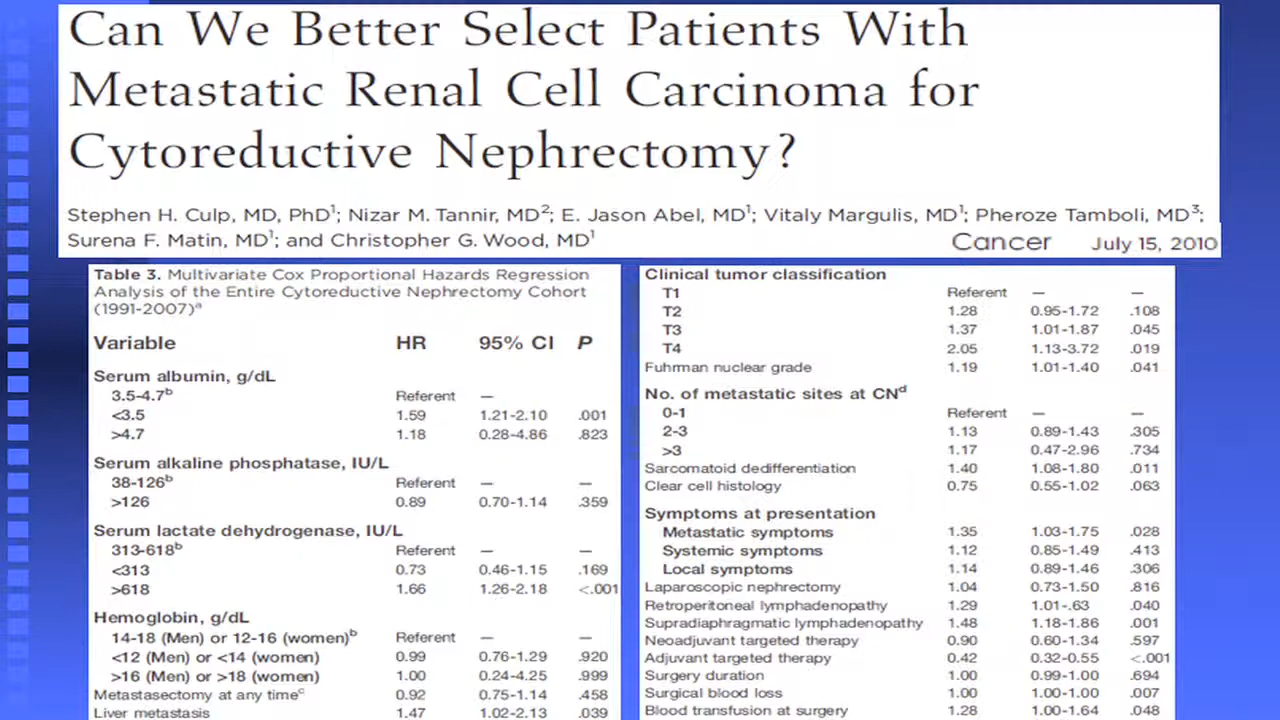 Can We Better Select Patients With
Metastatic Renal Cell Carcinoma for
Cytoreductive Nephrectomy?
Stephen H. Culp, MD, PhD1; Nizar M. Tannir, MD2; E. Jason Abel, MD1; Vitaly Margulis, MD1; Pheroze Tamboli, MD3;
Surena F. Matin, MD1; and Christopher G. Wood, MD1
Cancer July 15, 2010
Table 3. Multivariate Cox Proportional Hazards Regression
Analysis of the Entire Cytoreductive Nephrectomy Cohort
(1991-2007)a
Variable HR 95% CI P
Serum albumin, g/dL
3.5-4.7b Referent —
<3.5 1.59 1.21-2.10 .001
>4.7 1.18 0.28-4.86 .823
Serum alkaline phosphatase, IU/L
38-126b Referent — —
>126 0.89 0.70-1.14 .359
Serum lactate dehydrogenase, IU/L
313-618b Referent — —
<313 0.73 0.46-1.15 .169
>618 1.66 1.26-2.18 <.001
Hemoglobin, g/dL
14-18 (Men) or 12-16 (women)b Referent — —
<12 (Men) or <14 (women) 0.99 0.76-1.29 .920
>16 (Men) or >18 (women) 1.00 0.24-4.25 .999
Metastasectomy at any timec 0.92 0.75-1.14 .458
Liver metastasis 1.47 1.02-2.13 .039
Clinical tumor classification
T1 Referent — —
T2 1.28 0.95-1.72 .108
T3 1.37 1.01-1.87 .045
T4 2.05 1.13-3.72 .019
Fuhrman nuclear grade 1.19 1.01-1.40 .041
No. of metastatic sites at CNd
0-1 Referent — —
2-3 1.13 0.89-1.43 .305
>3 1.17 0.47-2.96 .734
Sarcomatoid dedifferentiation 1.40 1.08-1.80 .011
Clear cell histology 0.75 0.55-1.02 .063
Symptoms at presentation
Metastatic symptoms 1.35 1.03-1.75 .028
Systemic symptoms 1.12 0.85-1.49 .413
Local symptoms 1.14 0.89-1.46 .306
Laparoscopic nephrectomy 1.04 0.73-1.50 .816
Retroperitoneal lymphadenopathy 1.29 1.01-.63 .040
Supradiaphragmatic lymphadenopathy 1.48 1.18-1.86 .001
Neoadjuvant targeted therapy 0.90 0.60-1.34 .597
Adjuvant targeted therapy 0.42 0.32-0.55 <.001
Surgery duration 1.00 0.99-1.00 .694
Surgical blood loss 1.00 1.00-1.00 .007
Blood transfusion at surgery 1.28 1.00-1.64 .048